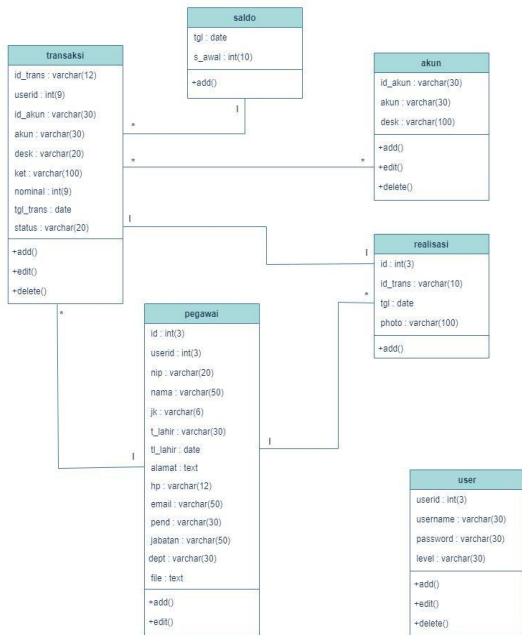 saldo
tgl : date
s_awal : int(10)
+add()
transaksi
id_trans : varchar(12)
userid : int(9)
id_akun : varchar(30)
akun : varchar(30)
desk : varchar(20)
ket : varchar(100)
nominal : int(9)
tgl_trans : date
status : varchar(20)
+add()
+edit()
+delete()
akun
id_akun : varchar(30)
akun : varchar(30)
desk : varchar(100)
+add()
+edit()
+delete()
I
*
*
*
I
I
*
*
I
I
realisasi
id : int(3)
id_trans : varchar(10)
tgl : date
photo : varchar(100)
+add()
pegawai
id : int(3)
userid : int(3)
nip : varchar(20)
nama : varchar(50)
jk : varchar(6)
t_lahir : varchar(30)
tl_lahir : date
alamat : text
hp : varchar(12)
email : varchar(50)
pend : varchar(30)
jabatan : varchar(50)
dept : varchar(30)
file : text
+add()
+edit()
user
userid : int(3)
username : varchar(30)
password : varchar(30)
level : varchar(30)
+add()
+edit()
+delete()